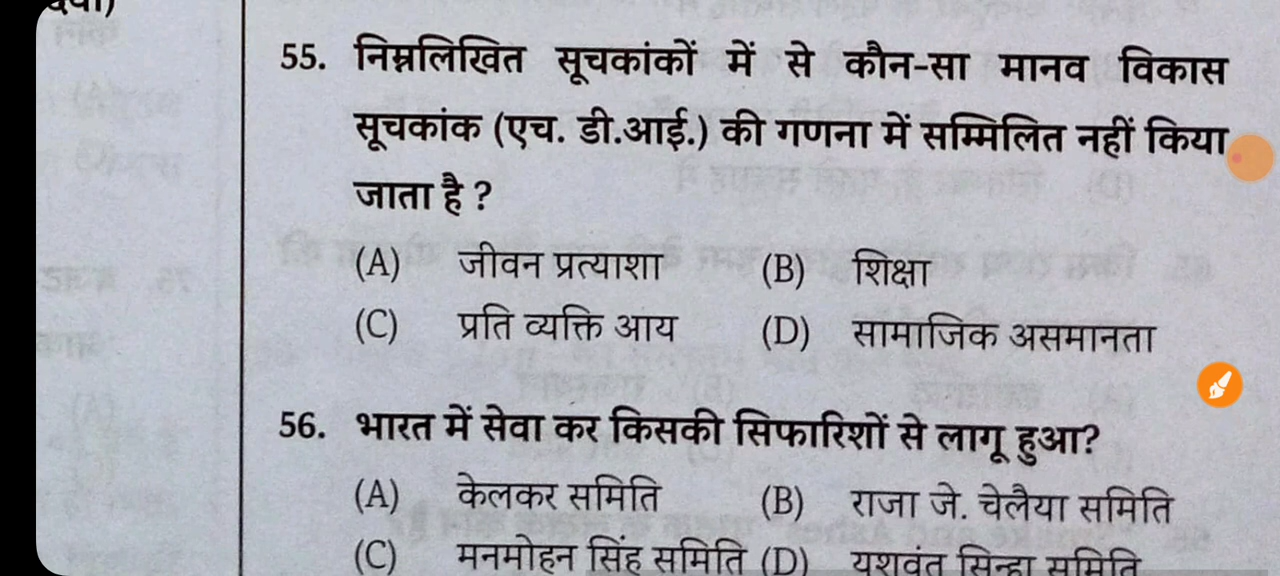 55. निम्नलिखित सूचकांकों में से कौन-सा मानव विकास
सूचकांक (एच. डी.आई.) की गणना में सम्मिलित नहीं किया
जाता है ?
(A) जीवन प्रत्याशा (B) शिक्षा
(C) प्रति व्यक्ति आय (D) सामाजिक असमानता
56. भारत में सेवा कर किसकी सिफारिशों से लागू हुआ?
(A) केलकर समिति (B) राजा जे. चेलैया समिति
(C) मनमोहन सिंह समिति (D) यशवंत सिन्हा समिति